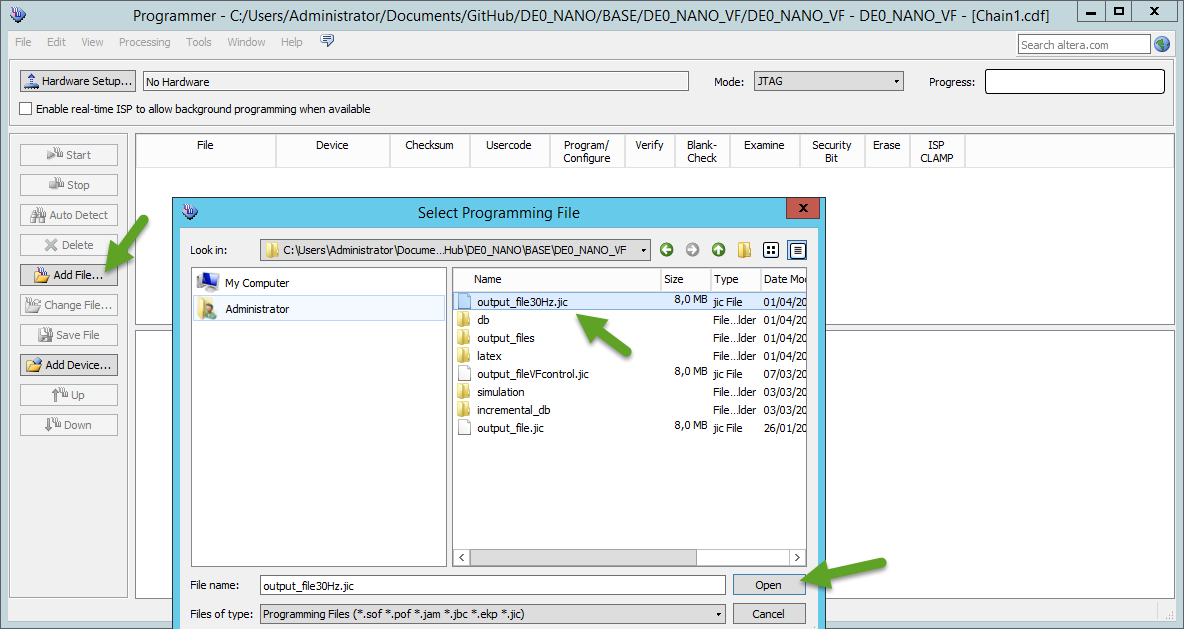 Programmer - C:/Users/Administrator/Documents/GitHub/DE0_NANO/BASE/DE0_NANO_VF/DE0_NANO_VF - DE0_NANO_VF - [Chain1.cdf]
File Edit View Processing Tools Window Help
Search altera.com
Hardware Setup... No Hardware Mode: JTAG Progress:
Enable real-time ISP to allow background programming when available
Start
Stop
Auto Detect
Delete
Add File...
Change File...
Save File
Add Device...
Up
Down
File Device Checksum Usercode Program/ Verify Blank- Examine Security Erase ISP
Configure Check Bit CLAMP
Select Programming File
Look in: C:\Users\Administrator\Docume...Hub\DE0_NANO\BASE\DE0_NANO_VF
My Computer
Administrator
Name Size Type Date Mo
output_file30Hz.jic 8,0 MB jic File 01/04/20
db File...lder 01/04/20
output_files File...lder 01/04/20
latex File...lder 01/04/20
output_fileVFcontrol.jic 8,0 MB jic File 07/03/20
simulation File...lder 03/03/20
incremental_db File...lder 03/03/20
output_file.jic 8,0 MB jic File 26/01/20
File name: output_file30Hz.jic Open
Files of type: Programming Files (*.sof *.pof *.jam *.jbc *.ekp *.jic) Cancel